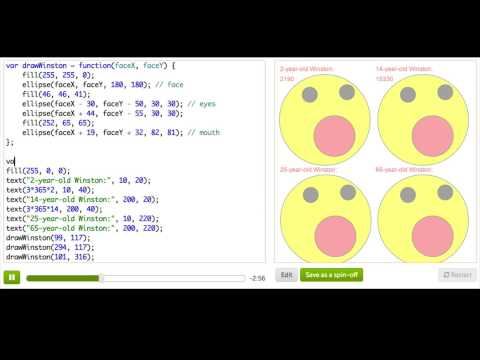 var drawWinston = function(faceX, faceY) {
fill(255, 255, 0);
ellipse(faceX, faceY, 180, 180); // face
fill(46, 46, 41);
ellipse(faceX - 30, faceY - 50, 30, 30); // eyes
ellipse(faceX + 44, faceY - 55, 30, 30);
fill(252, 65, 65);
ellipse(faceX + 19, faceY + 32, 82, 81); // mouth
};
va
fill(255, 0, 0);
text("2-year-old Winston:", 10, 20);
text(3*365*2, 10, 40);
text("14-year-old Winston:", 200, 20);
text(3*365*14, 200, 40);
text("25-year-old Winston:", 10, 220);
text("65-year-old Winston:", 200, 220);
drawWinston(99, 117);
drawWinston(294, 117);
drawWinston(101, 316);
-2:56
2-year-old Winston:
2190
14-year-old Winston:
15330
25-year-old Winston:
65-year-old Winston:
Edit
Save as a spin-off
Restart